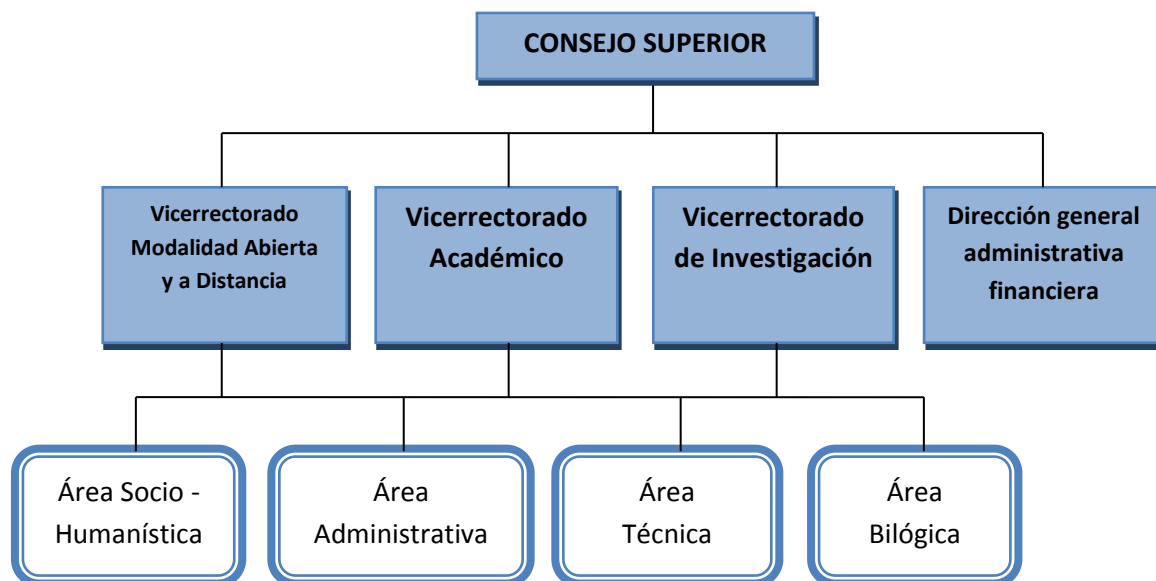 CONSEJO SUPERIOR
Vicerrectorado
Modalidad Abierta
y a Distancia
Vicerrectorado
Académico
Vicerrectorado
de Investigación
Dirección general
administrativa
financiera
Área Socio -
Humanística
Área
Administrativa
Área
Técnica
Área
Bilógica